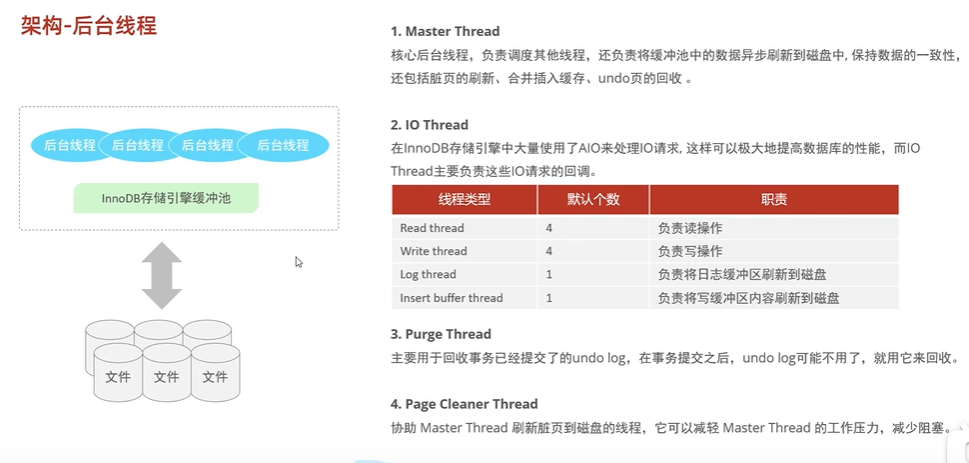 架构-后台线程
后台线程 后台线程 后台线程 后台线程
InnoDB存储引擎缓冲池
文件 文件 文件
1. Master Thread
核心后台线程，负责调度其他线程，还负责将缓冲池中的数据异步刷新到磁盘中, 保持数据的一致性，
还包括脏页的刷新、合并插入缓存、undo页的回收 。
2. IO Thread
在InnoDB存储引擎中大量使用了AIO来处理IO请求, 这样可以极大地提高数据库的性能，而IO
Thread主要负责这些IO请求的回调。
线程类型 默认个数 职责
Read thread 4 负责读操作
Write thread 4 负责写操作
Log thread 1 负责将日志缓冲区刷新到磁盘
Insert buffer thread 1 负责将写缓冲区内容刷新到磁盘
3. Purge Thread
主要用于回收事务已经提交了的undo log，在事务提交之后，undo log可能不用了，就用它来回收。
4. Page Cleaner Thread
协助 Master Thread 刷新脏页到磁盘的线程，它可以减轻 Master Thread 的工作压力，减少阻塞。